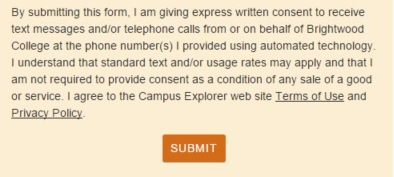 By submitting this form, I am giving express written consent to receive
text messages and/or telephone calls from or on behalf of Brightwood
College at the phone number(s) I provided using automated technology.
I understand that standard text and/or usage rates may apply and that I
am not required to provide consent as a condition of any sale of a good
or service. I agree to the Campus Explorer web site Terms of Use and
Privacy Policy.
SUBMIT